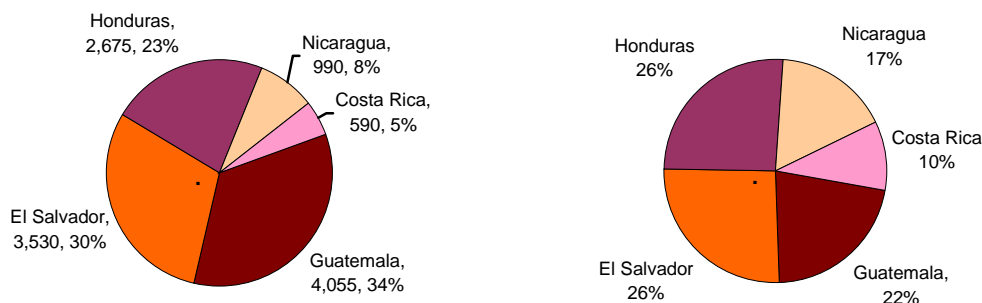 Honduras,
2,675, 23%
Nicaragua,
990, 8%
Costa Rica,
590, 5%
El Salvador,
3,530, 30%
Guatemala,
4,055, 34%
Honduras
26%
Nicaragua
17%
Costa Rica
10%
El Salvador
26%
Guatemala,
22%